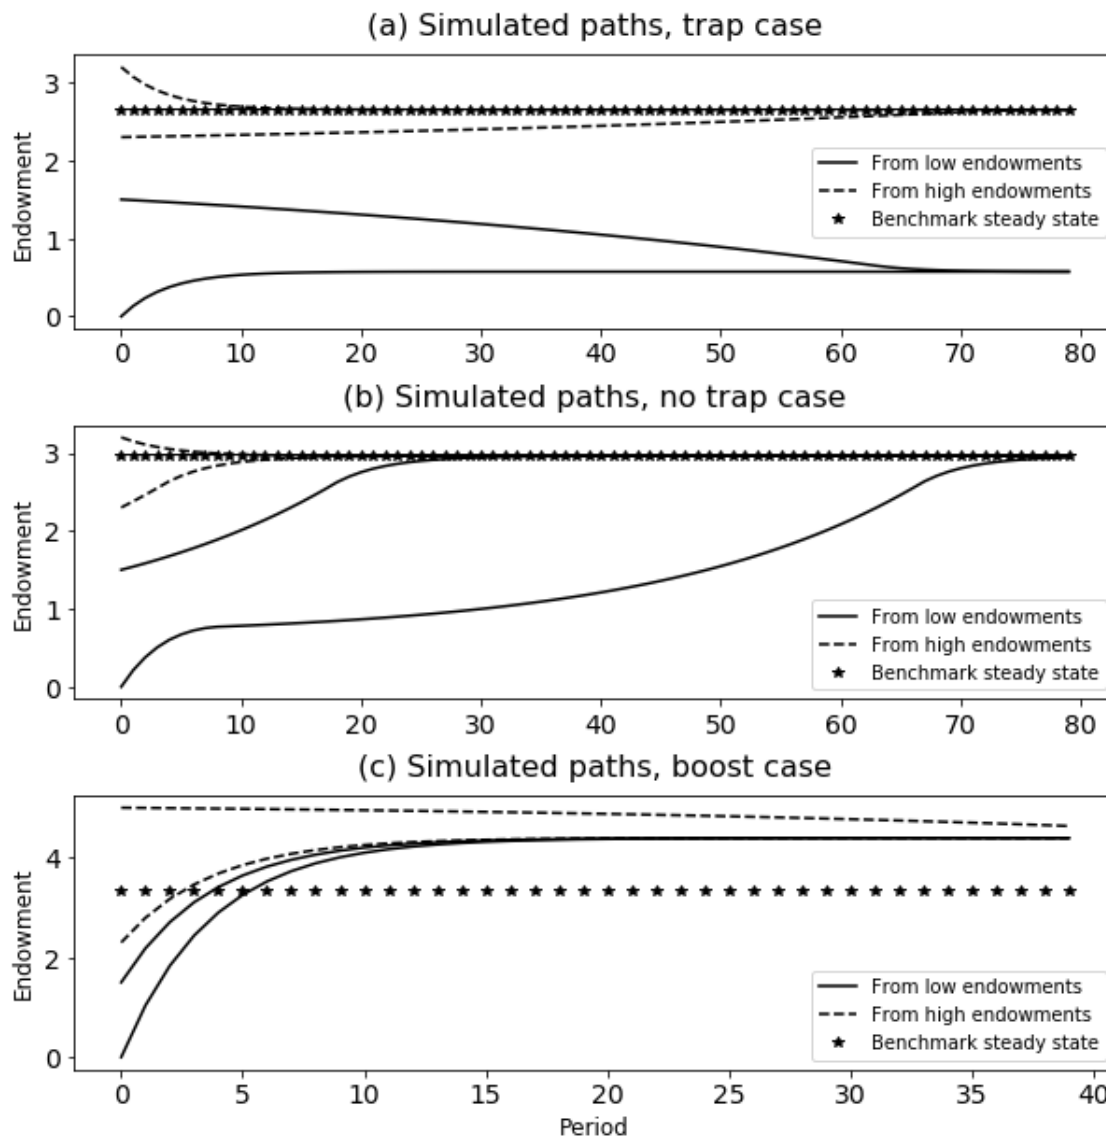 (a) Simulated paths, trap case
3
2
1
0
Endowment
From low endowments
From high endowments
Benchmark steady state
0 10 20 30 40 50 60 70 80
(b) Simulated paths, no trap case
3
2
1
0
Endowment
From low endowments
From high endowments
Benchmark steady state
0 10 20 30 40 50 60 70 80
(c) Simulated paths, boost case
4
2
0
Endowment
From low endowments
From high endowments
Benchmark steady state
0 5 10 15 20 25 30 35 40
Period